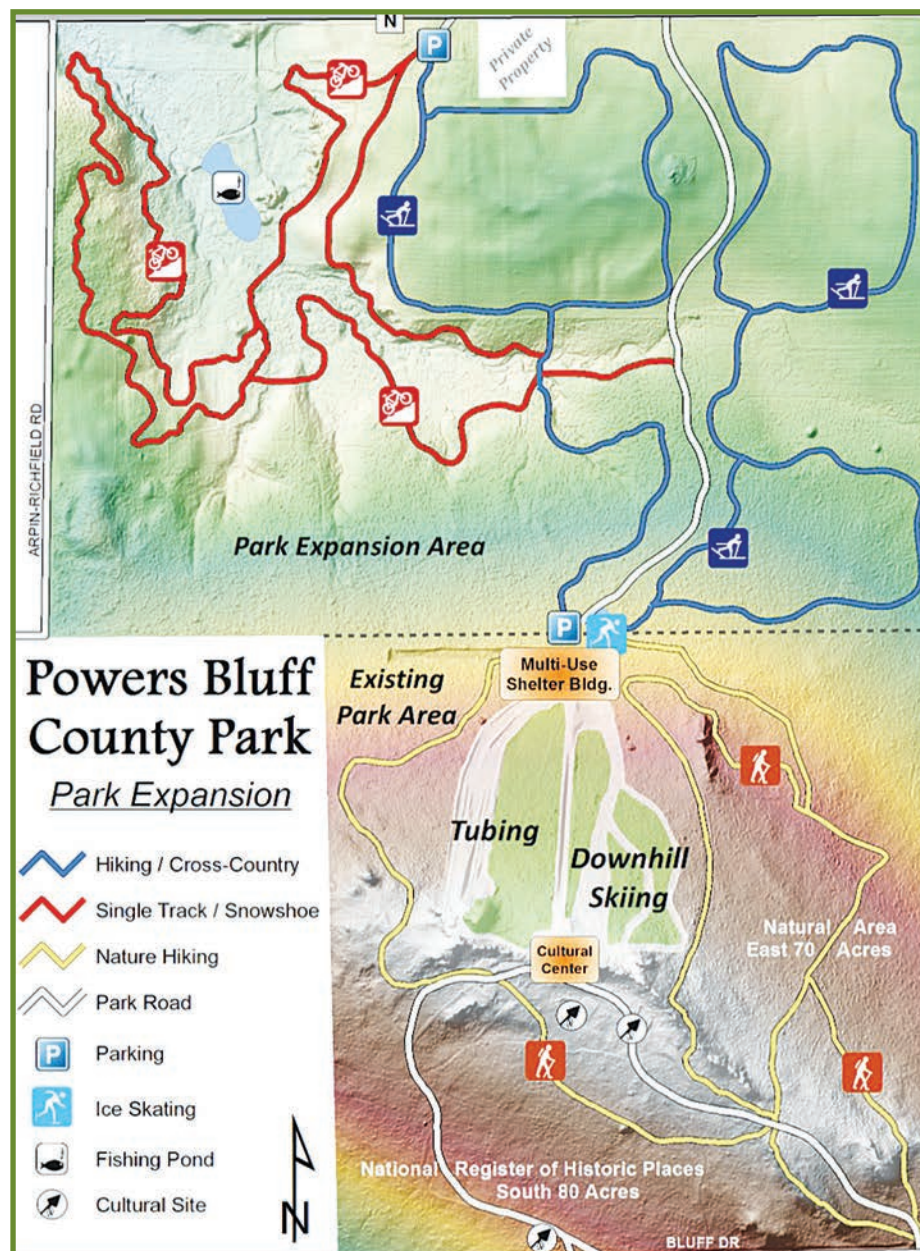 N
P
Private
Property
ARPIN-RICHFIELD RD
Park Expansion Area
P
Multi-Use
Shelter Bldg.
Existing
Park Area
Powers Bluff
County Park
Park Expansion
Hiking / Cross-Country
Single Track / Snowshoe
Nature Hiking
Park Road
P
Parking
Ice Skating
Fishing Pond
Cultural Site
N
Tubing
Downhill
Skiing
Natural Area
East 70 Acres
Cultural
Center
National Register of Historic Places
South 80 Acres
BLUFF DR